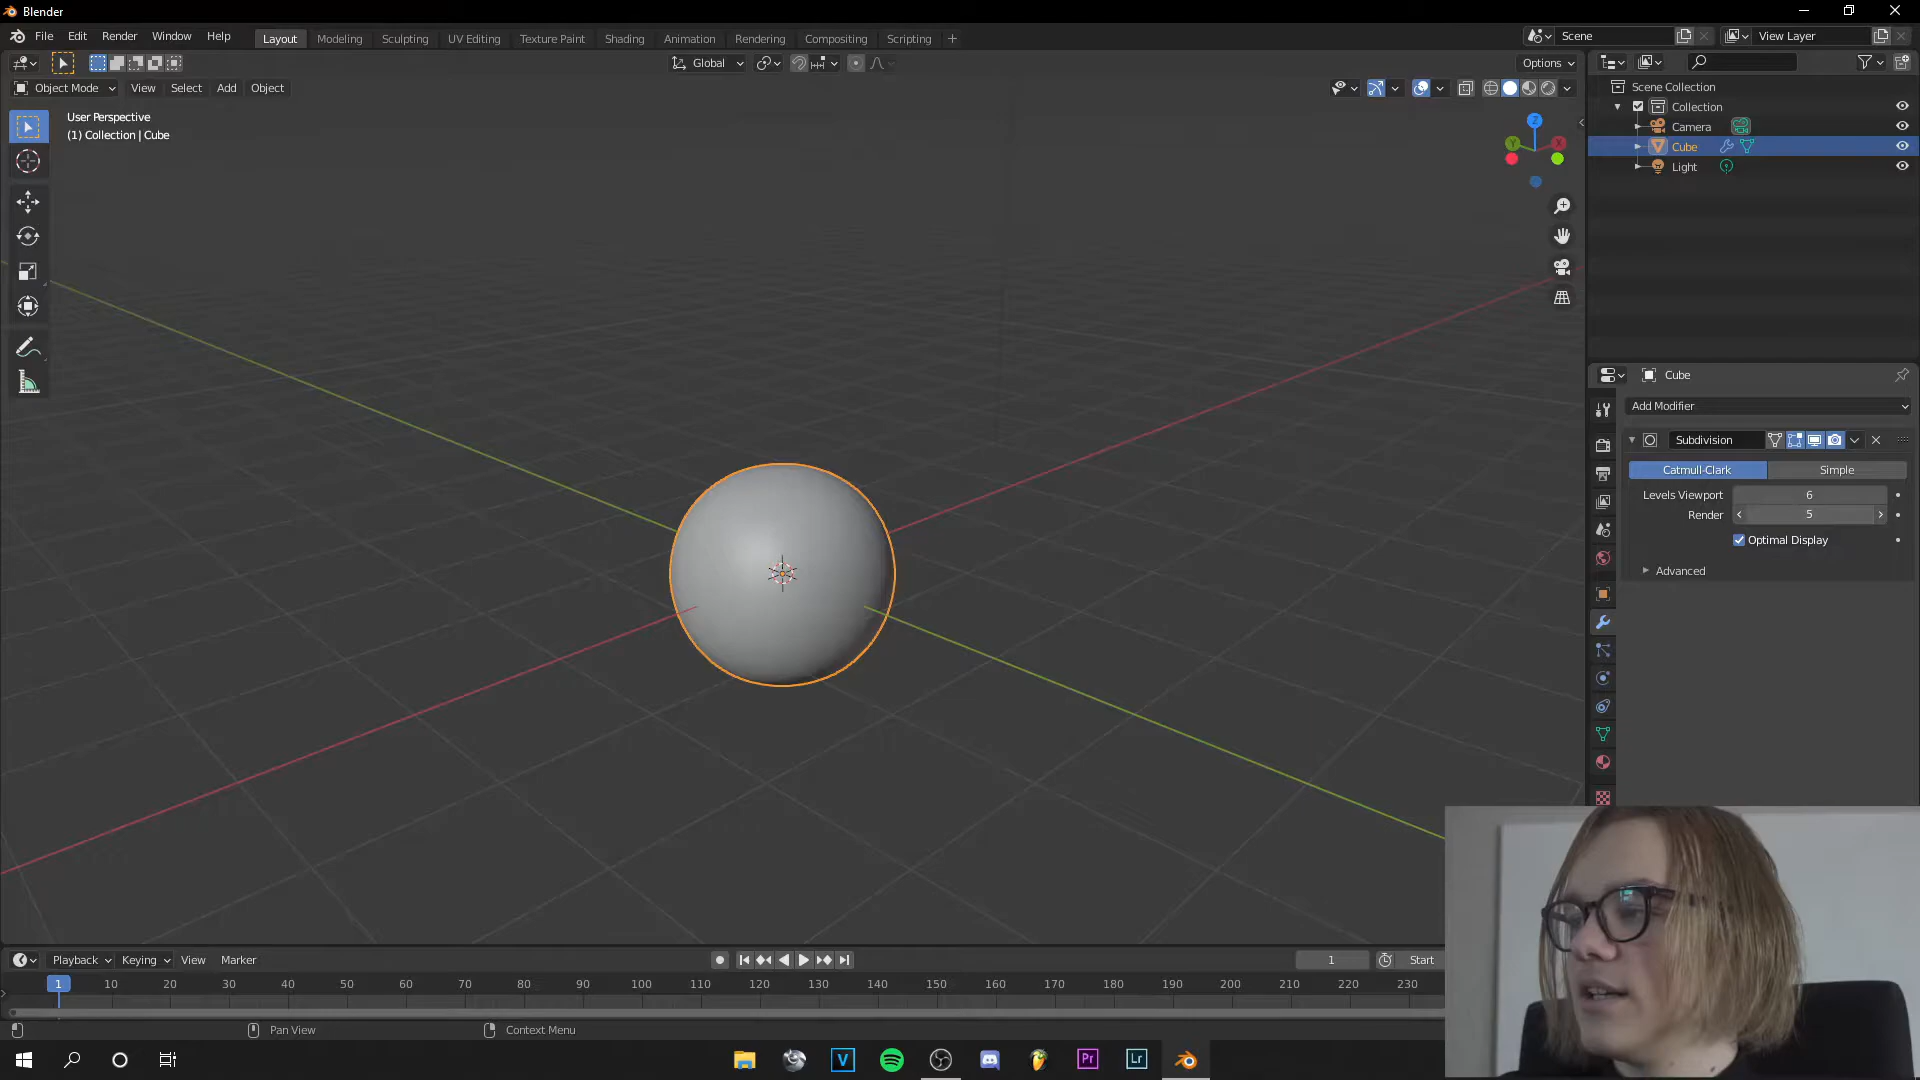 Blender
File Edit Render Window Help
Layout Modeling Sculpting UV Editing Texture Paint Shading Animation Rendering Compositing Scripting +
Scene
View Layer
Global
Options
Object Mode View Select Add Object
User Perspective
(1) Collection | Cube
Z
Y
X
Scene Collection
Collection
Camera
Cube
Light
Cube
Add Modifier
Subdivision
Catmull-Clark Simple
Levels Viewport 6
Render 5
Optimal Display
Advanced
Playback Keying View Marker
1 Start
1 10 20 30 40 50 60 70 80 90 100 110 120 130 140 150 160 170 180 190 200 210 220 230
Pan View Context Menu
V Pr Lr